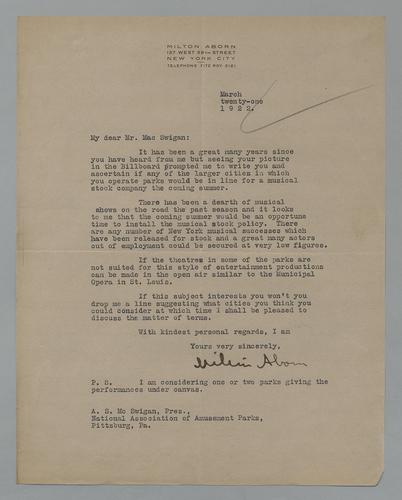 MILTON ABORN
137 WEST 38TH STREET
NEW YORK CITY
TELEPHONE FITZ ROY
March
twenty-one
1922.
My dear Mr. Mac Swigan:
It has been a great many years since
you have heard from me but seeing your picture
in the Billboard prompted me to write you and
ascertain if any of the larger cities in which
you operate parks would be in line for a musical
stock company the coming summer.
There has been a dearth of musical
shows on the road the past season and it looks
to me that the coming summer would be an opportune
time to install the musical stock policy. There
are any number of New York musical successes which
have been released for stock and a great many actors
out of employment could be secured at very low figures.
If the theatres in some of the parks are
not suited for this style of entertainment productions
can be made in the open air similar to the Municipal
Opera in St. Louis.
If this subject interests you won't you
drop me a line suggesting what cities you think you
could consider at which time I shall be pleased to
discuss the matter of terms.
With kindest personal regards, I am
Yours very sincerely,
Milton Aborn
P. S. I am considering one or two parks giving the
performances under canvas.
A. S. Mc Swigan, Pres.,
National Association of Amusement Parks,
Pittsburg, Pa.